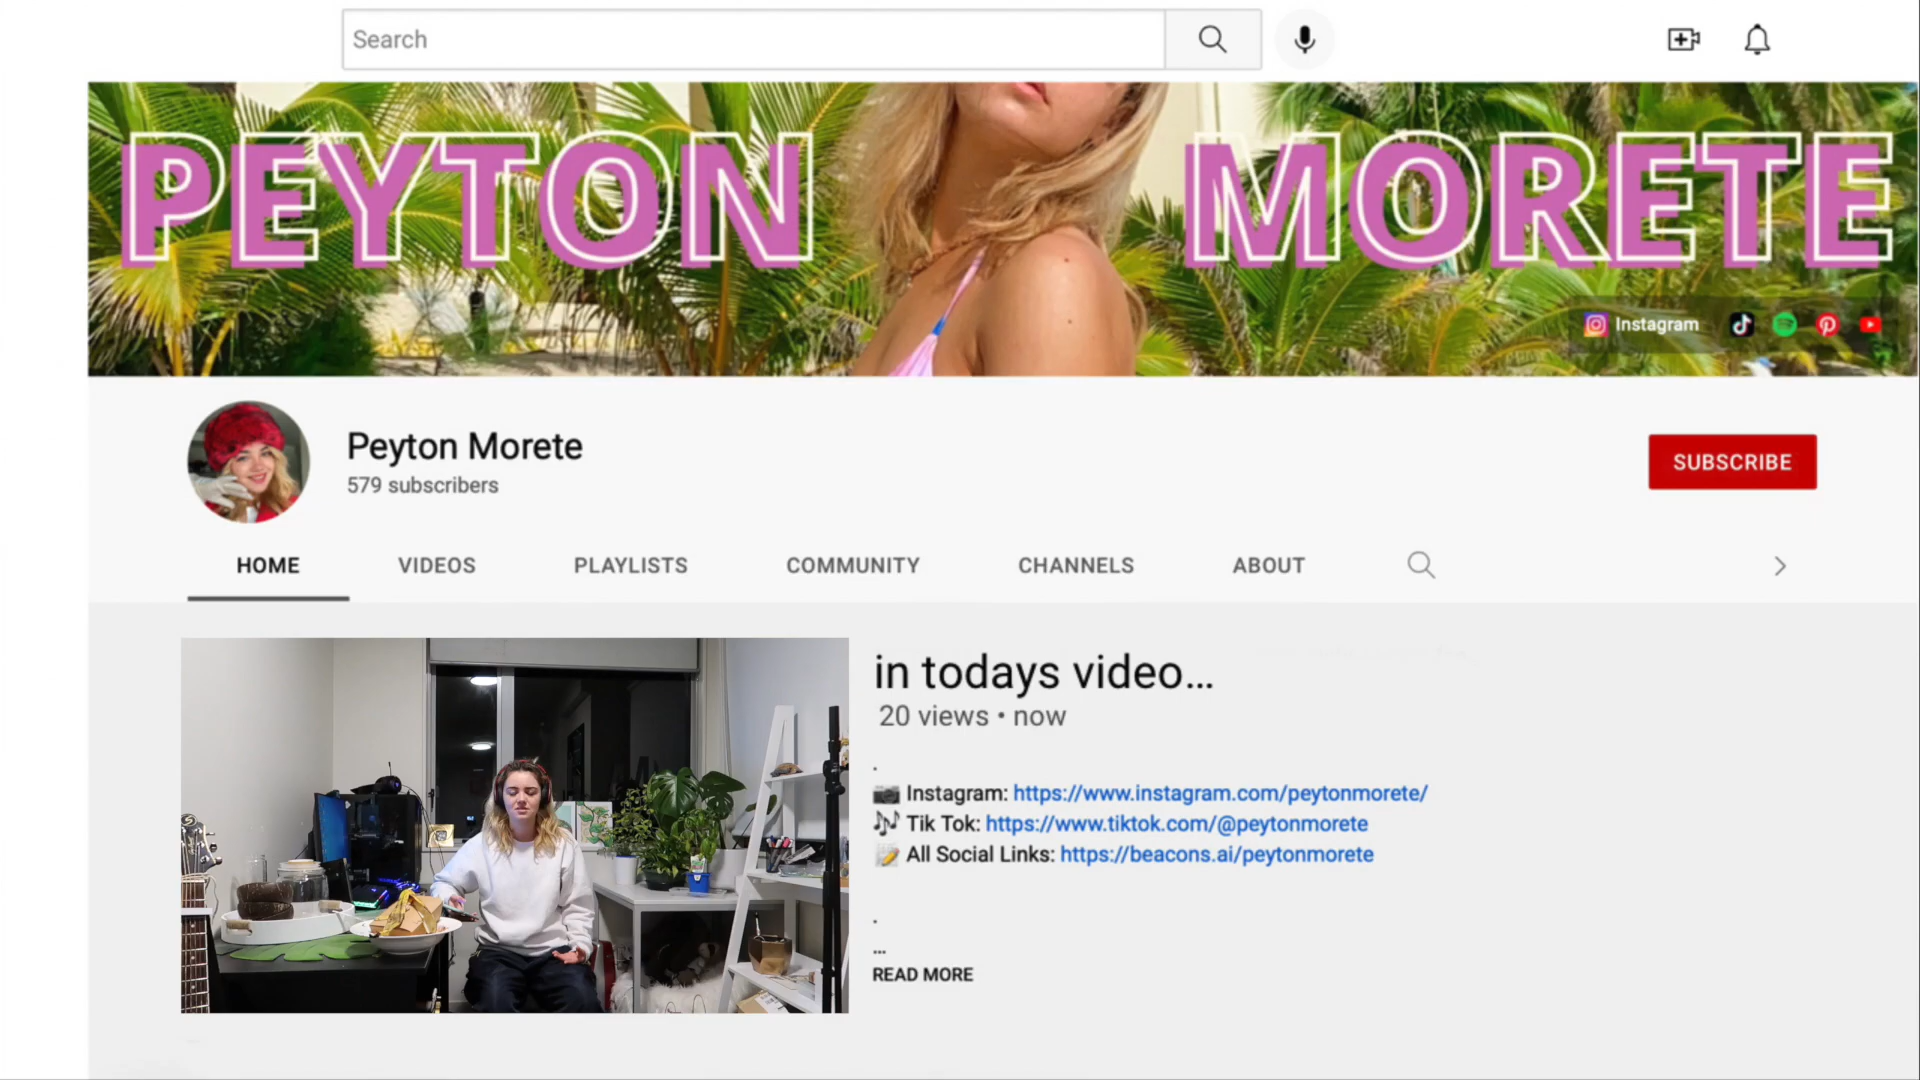 Search
PEYTON MORETE
Instagram
Peyton Morete
579 subscribers
SUBSCRIBE
HOME VIDEOS PLAYLISTS COMMUNITY CHANNELS ABOUT
in todays video...
20 views • now
.
Instagram: https://www.instagram.com/peytonmorete/
Tik Tok: https://www.tiktok.com/@peytonmorete
All Social Links: https://beacons.ai/peytonmorete
.
...
READ MORE